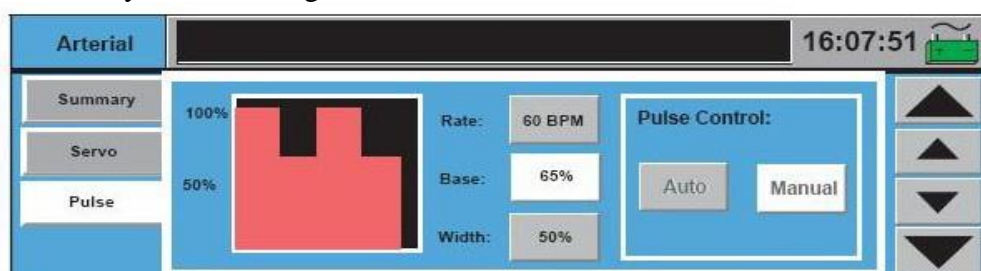 Arterial
16:07:51
Summary
Servo
Pulse
100%
50%
Rate: 60 BPM
Base: 65%
Width: 50%
Pulse Control:
Auto Manual